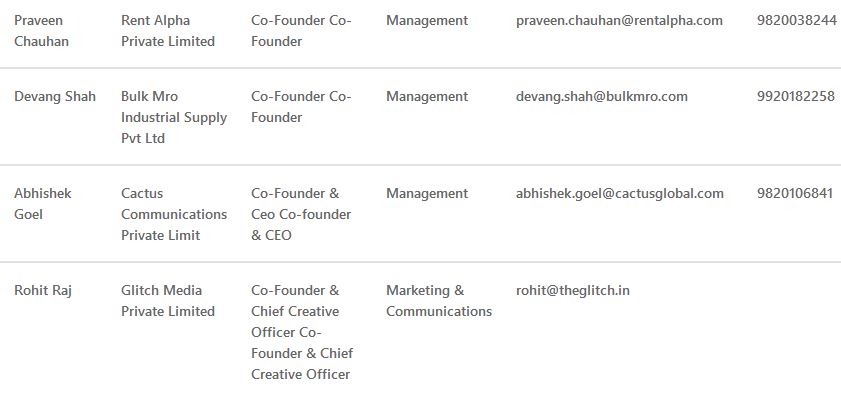 Praveen Rent Alpha Co-Founder Co- Management praveen.chauhan@rentalpha.com 9820038244
Chauhan Private Limited Founder
Devang Shah Bulk Mro Co-Founder Co- Management devang.shah@bulkmro.com 9920182258
Industrial Supply Founder
Pvt Ltd
Abhishek Cactus Co-Founder & Management abhishek.goel@cactusglobal.com 9820106841
Goel Communications Ceo Co-founder
Private Limit & CEO
Rohit Raj Glitch Media Co-Founder & Marketing & rohit@theglitch.in
Private Limited Chief Creative Communications
Officer Co-
Founder & Chief
Creative Officer